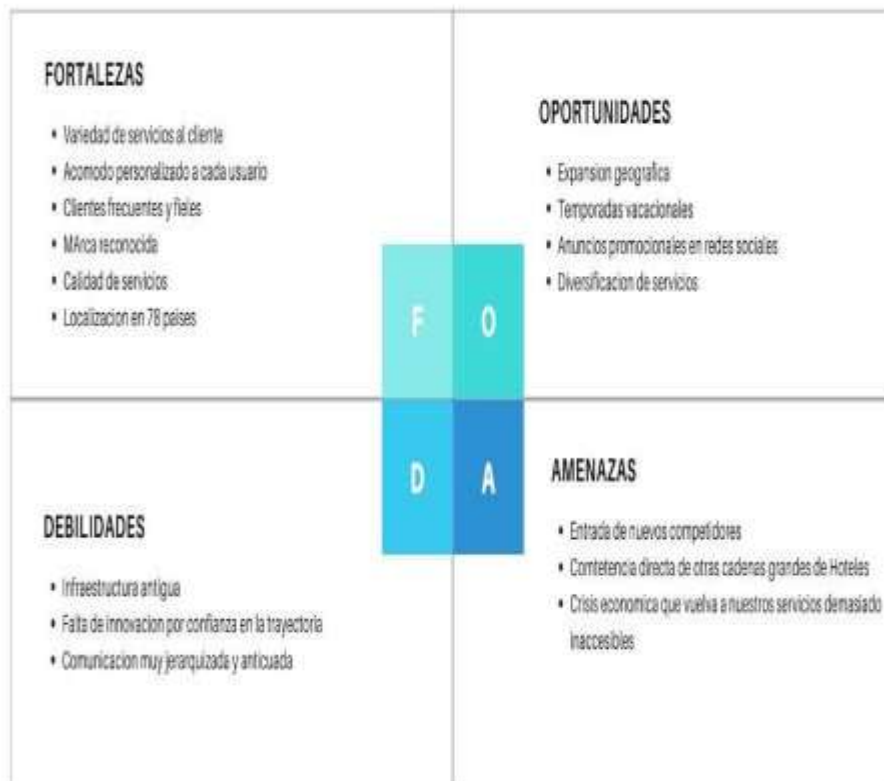 FORTALEZAS
• Variedad de servicios al cliente
• Acomodo personalizado a cada usuario
• Clientes frecuentes y fieles
• MArca reconocida
• Calidad de servicios
• Localizacion en 78 paises
OPORTUNIDADES
• Expansion geografica
• Temporadas vacacionales
• Anuncios promocionales en redes sociales
• Diversificacion de servicios
F O
D A
DEBILIDADES
• Infraestructura antigua
• Falta de innovacion por confianza en la trayectoria
• Comunicacion muy jerarquizada y anticuada
AMENAZAS
• Entrada de nuevos competidores
• Comtetencia directa de otras cadenas grandes de Hoteles
• Crisis economica que vuelva a nuestros servicios demasiado
inaccesibles